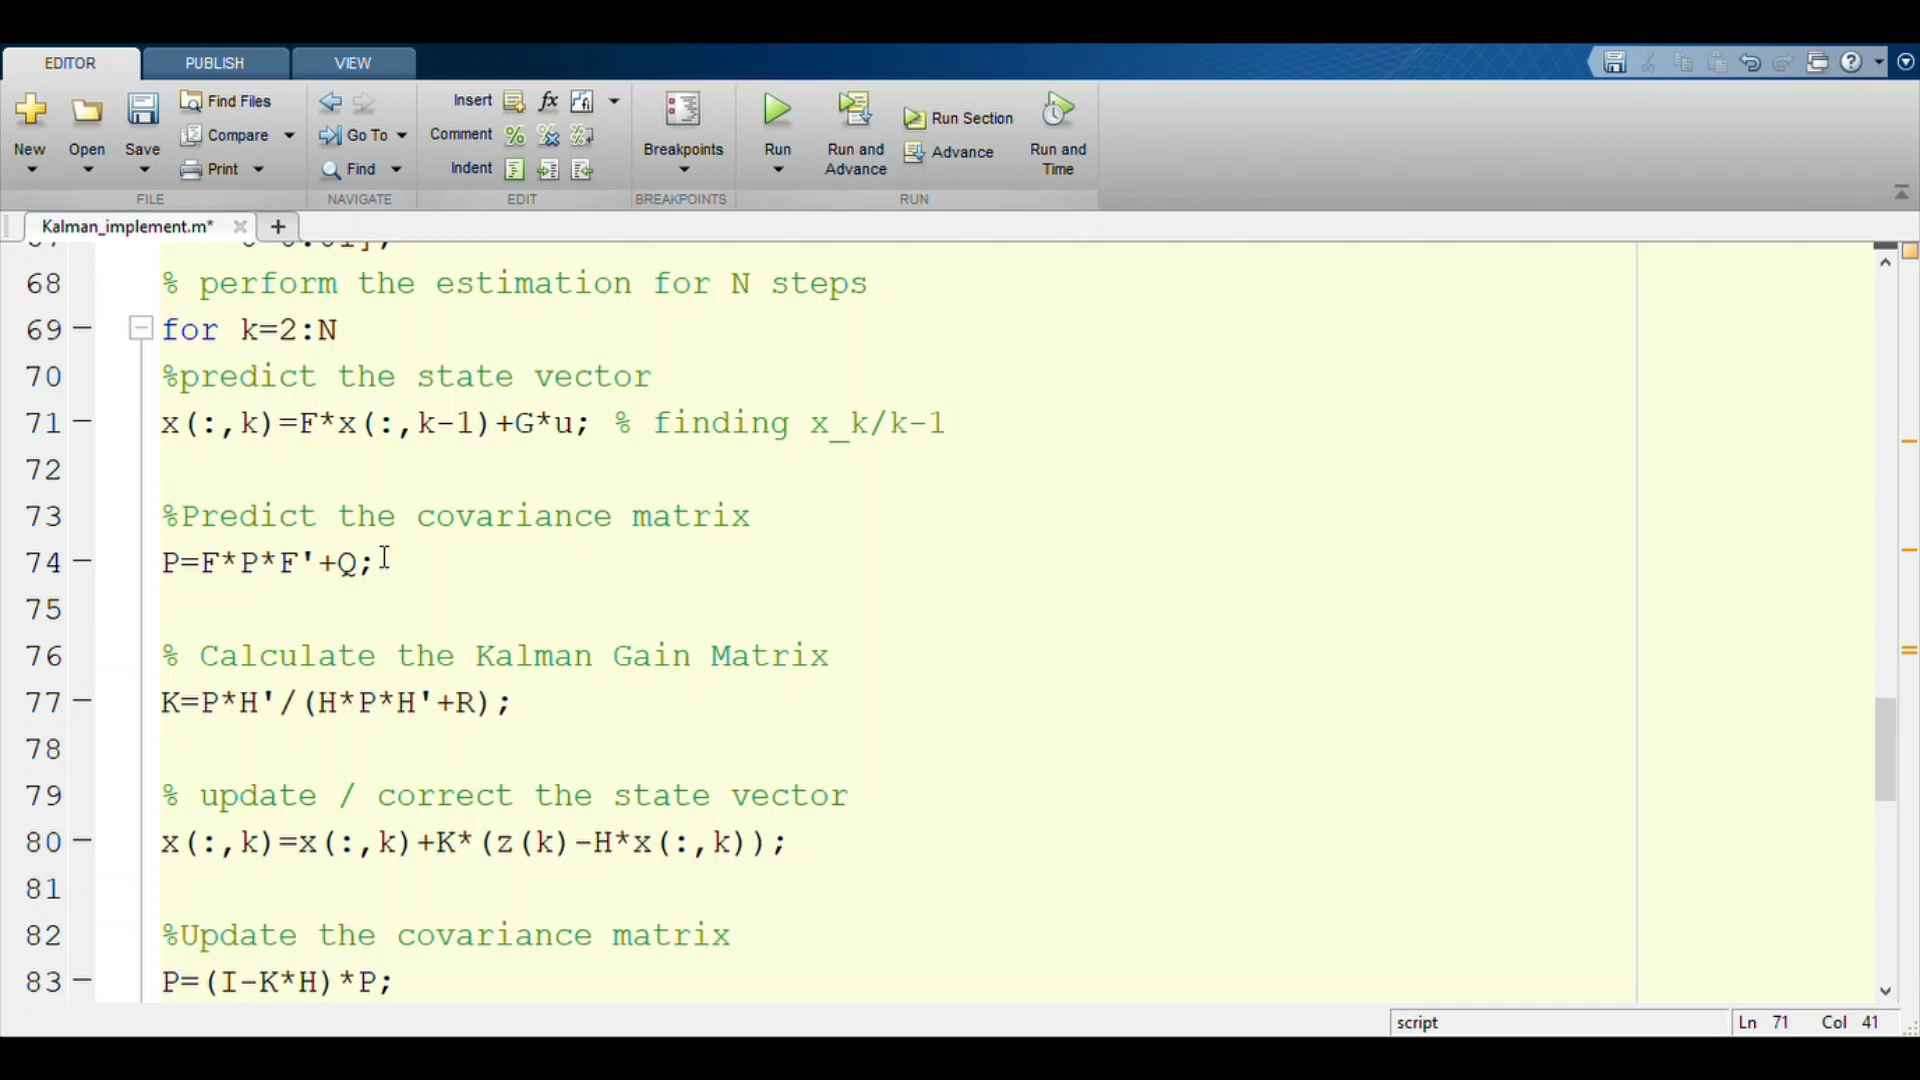 EDITOR PUBLISH VIEW
New
Open
Save
Find Files
Compare
Print
FILE
Go To
Find
NAVIGATE
Insert fx
Comment
Indent
EDIT
Breakpoints
BREAKPOINTS
Run
Run and Advance
Run Section
Advance
Run and Time
RUN
Kalman_implement.m*
68 % perform the estimation for N steps
69 for k=2:N
70 %predict the state vector
71 x(:,k)=F*x(:,k-1)+G*u; % finding x_k/k-1
72
73 %Predict the covariance matrix
74 P=F*P*F'+Q;
75
76 % Calculate the Kalman Gain Matrix
77 K=P*H'/(H*P*H'+R);
78
79 % update / correct the state vector
80 x(:,k)=x(:,k)+K*(z(k)-H*x(:,k));
81
82 %Update the covariance matrix
83 P=(I-K*H)*P;
script Ln 71 Col 41